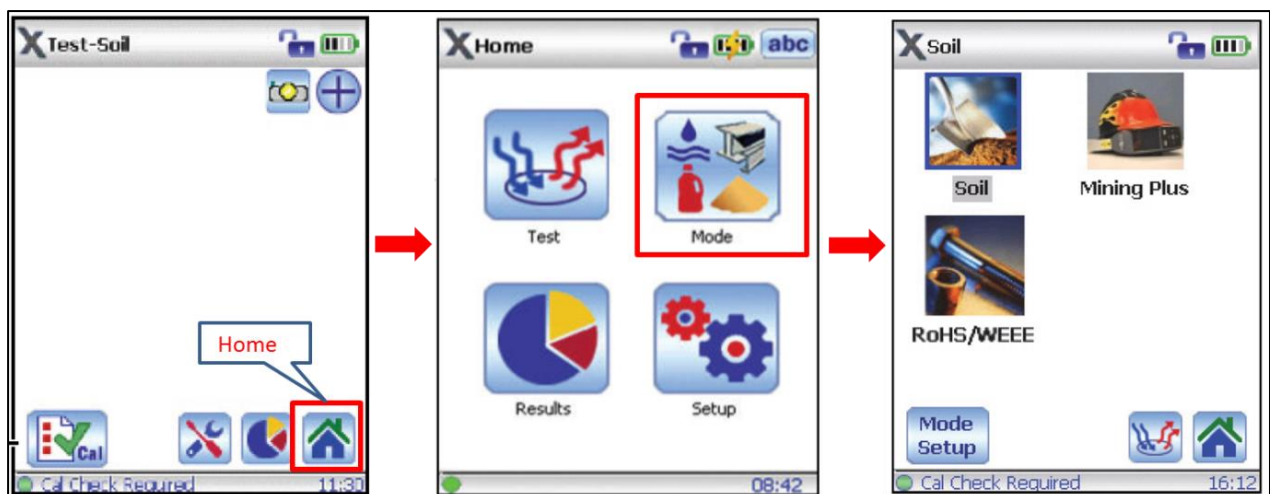 Test-Soil
Home
Cal
Cal Check Required
11:30
Home
abc
Test
Mode
Results
Setup
08:42
Soil
Soil
Mining Plus
RoHS/WEEE
Mode
Setup
Cal Check Required
16:12